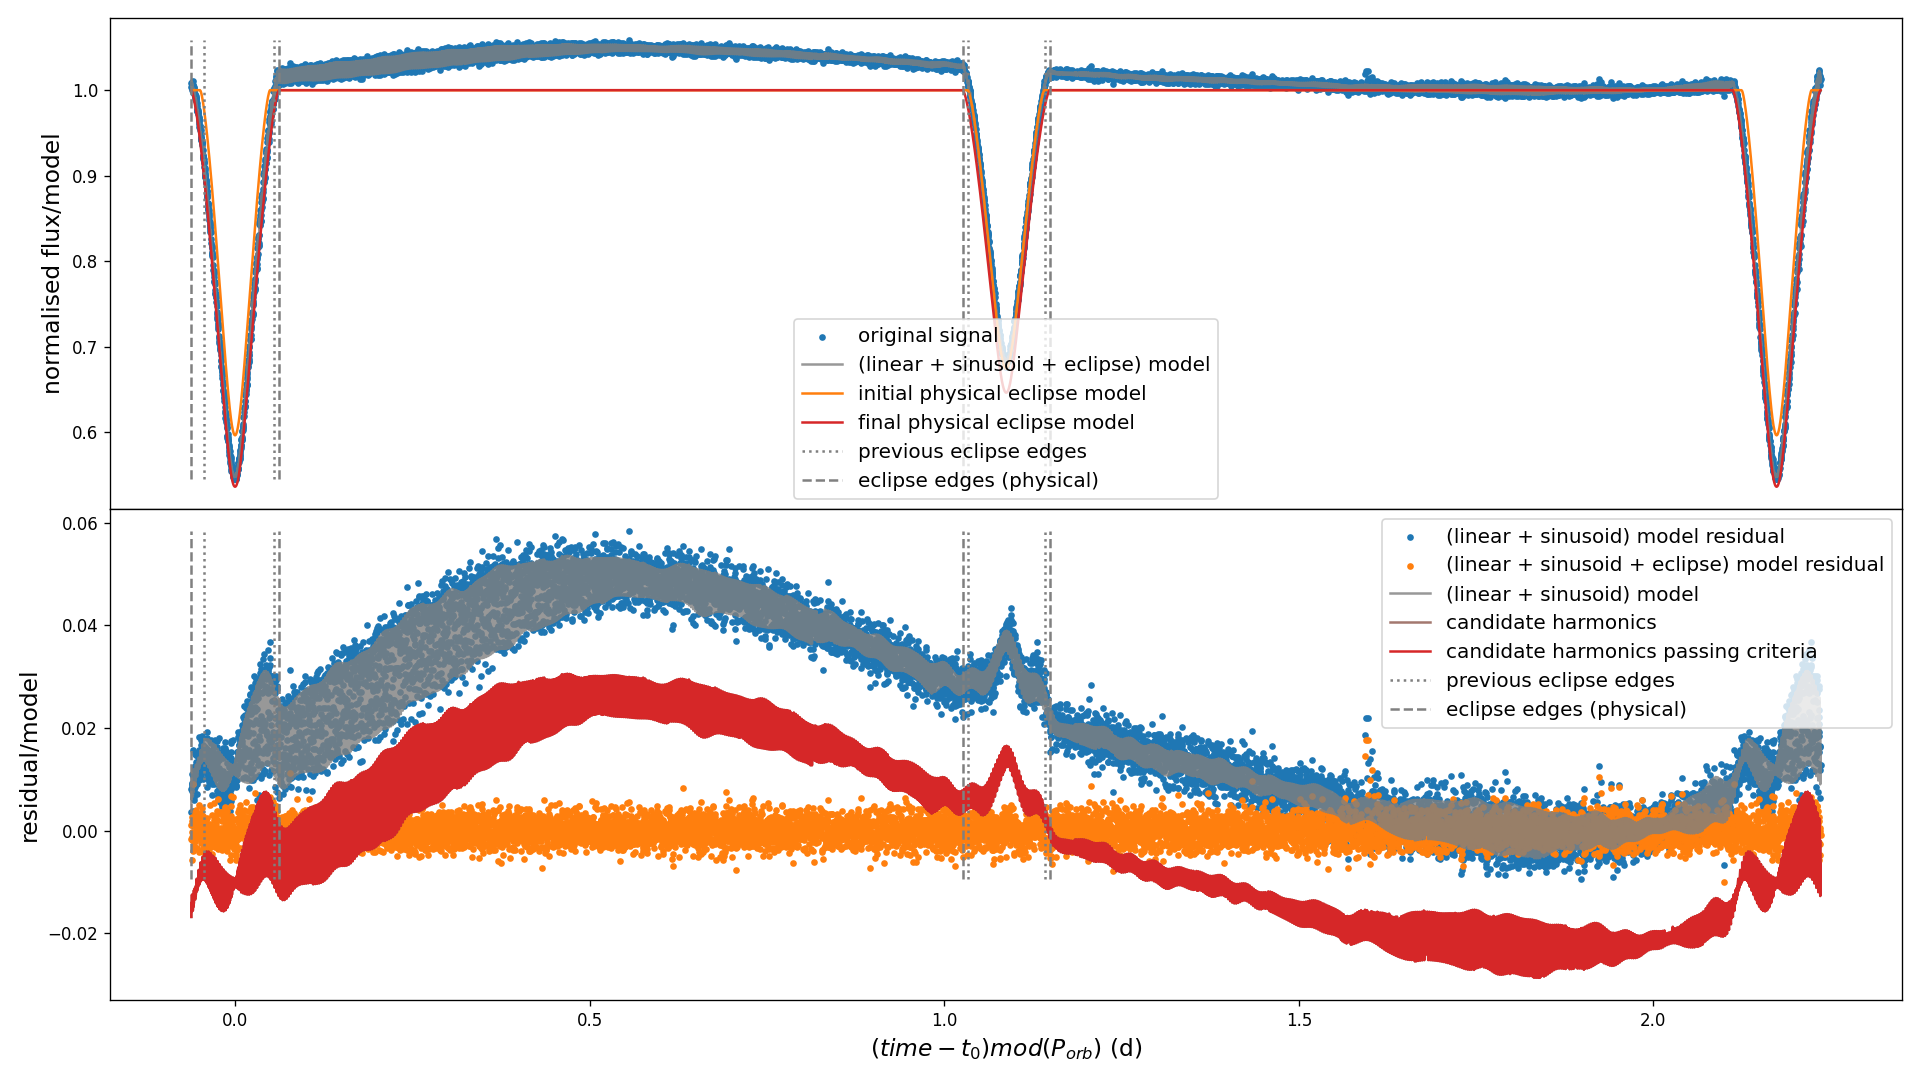 normalised flux/model
1.0
0.9
0.8
0.7
0.6
original signal
(linear + sinusoid + eclipse) model
initial physical eclipse model
final physical eclipse model
previous eclipse edges
eclipse edges (physical)
residual/model
0.06
0.04
0.02
0.00
−0.02
(linear + sinusoid) model residual
(linear + sinusoid + eclipse) model residual
(linear + sinusoid) model
candidate harmonics
candidate harmonics passing criteria
previous eclipse edges
eclipse edges (physical)
0.0 0.5 1.0 1.5 2.0
(time − t₀)mod(P_orb) (d)